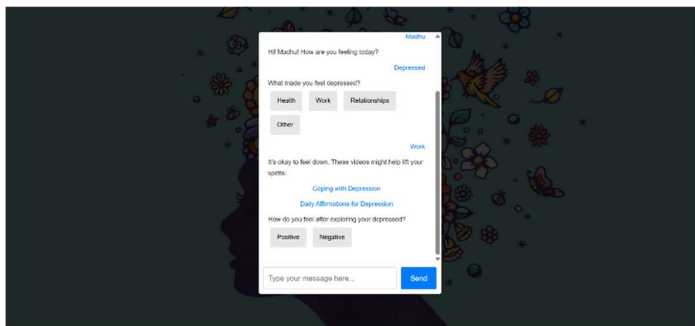 Madhu
Hi! Madhu! How are you feeling today?
Depressed
What made you feel depressed?
Health
Work
Relationships
Other
Work
It's okay to feel down. These videos might help lift your
spirits:
Coping with Depression
Daily Affirmations for Depression
How do you feel after exploring your depressed?
Positive
Negative
Type your message here...
Send